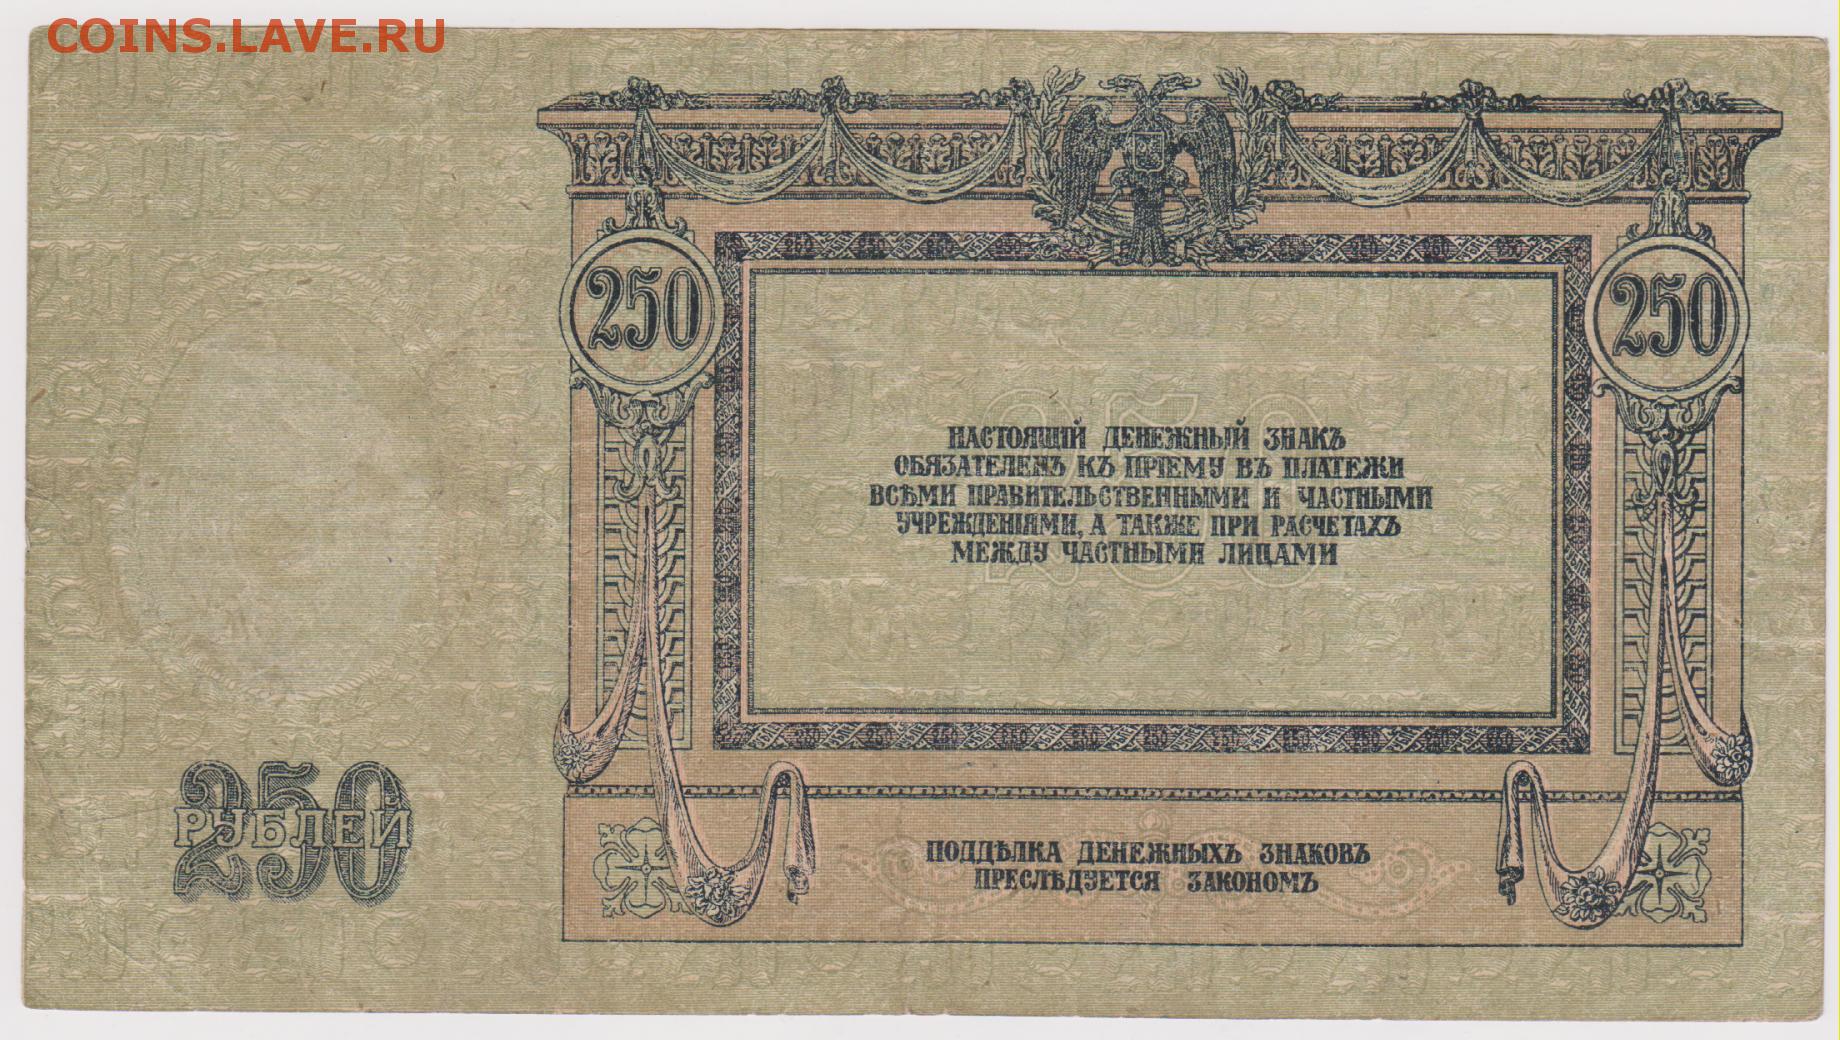 COINS.LAVE.RU
250
250
НАСТОЯЩІЙ ДЕНЕЖНЫЙ ЗНАКЪ
ОБЯЗАТЕЛЕНЪ КЪ ПРІЕМУ ВЪ ПЛАТЕЖИ
ВСѢМИ ПРАВИТЕЛЬСТВЕННЫМИ И ЧАСТНЫМИ
УЧРЕЖДЕНІЯМИ, А ТАКЖЕ ПРИ РАСЧЕТАХЪ
МЕЖДУ ЧАСТНЫМИ ЛИЦАМИ
250
РУБЛЕЙ
ПОДДѢЛКА ДЕНЕЖНЫХЪ ЗНАКОВЪ
ПРЕСЛѢДУЕТСЯ ЗАКОНОМЪ